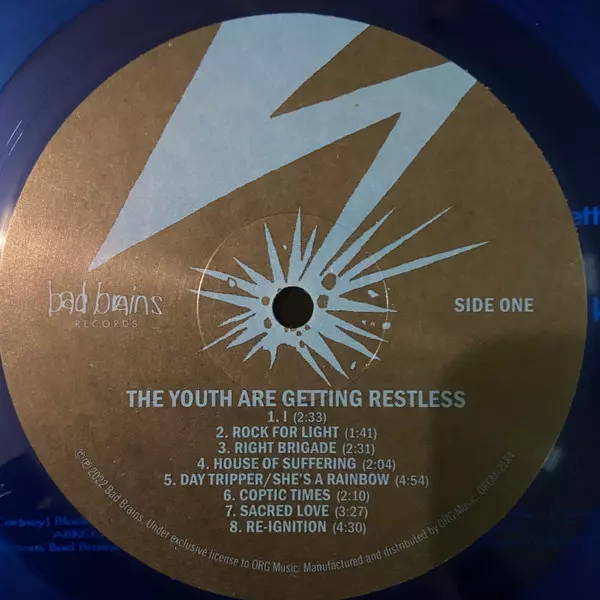 bad brains
RECORDS
SIDE ONE
THE YOUTH ARE GETTING RESTLESS
1. I (2:33)
2. ROCK FOR LIGHT (1:41)
3. RIGHT BRIGADE (2:31)
4. HOUSE OF SUFFERING (2:04)
5. DAY TRIPPER/SHE'S A RAINBOW (4:54)
6. COPTIC TIMES (2:10)
7. SACRED LOVE (3:27)
8. RE-IGNITION (4:30)
©℗ 2022 Bad Brains, Under exclusive license to ORG Music. Manufactured and distributed by ORG Music.